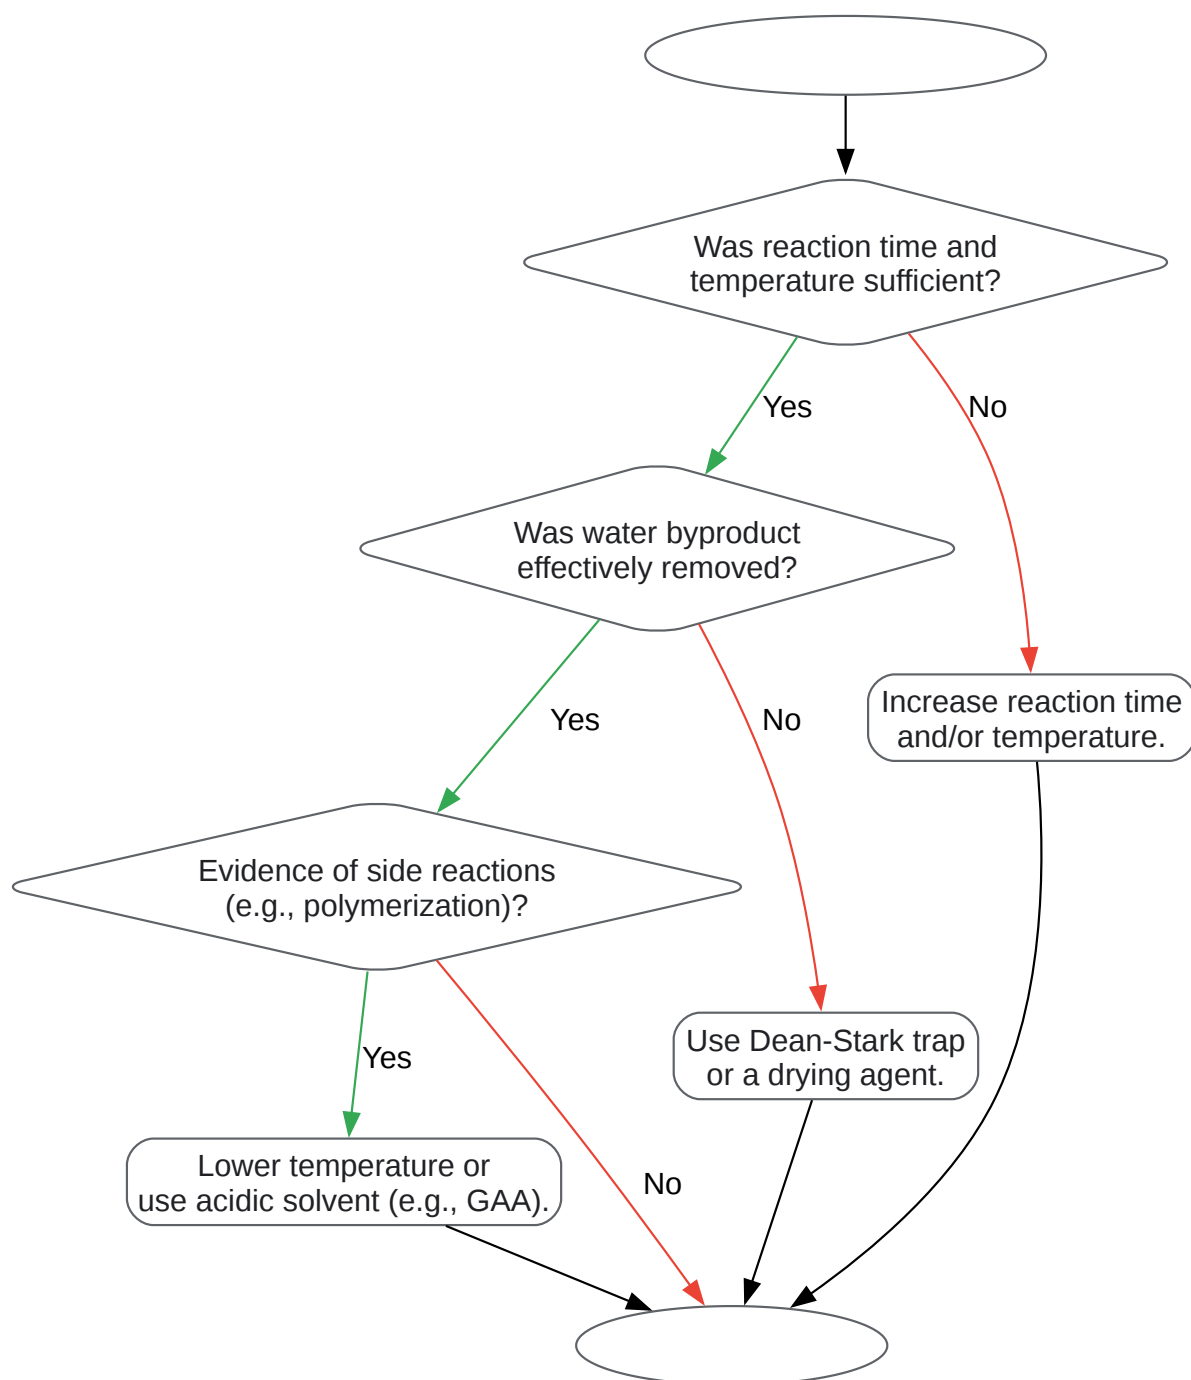 Was reaction time and
temperature sufficient?
Yes
No
Was water byproduct
effectively removed?
Increase reaction time
and/or temperature.
Yes
No
Evidence of side reactions
(e.g., polymerization)?
Use Dean-Stark trap
or a drying agent.
Yes
Lower temperature or
use acidic solvent (e.g., GAA).
No